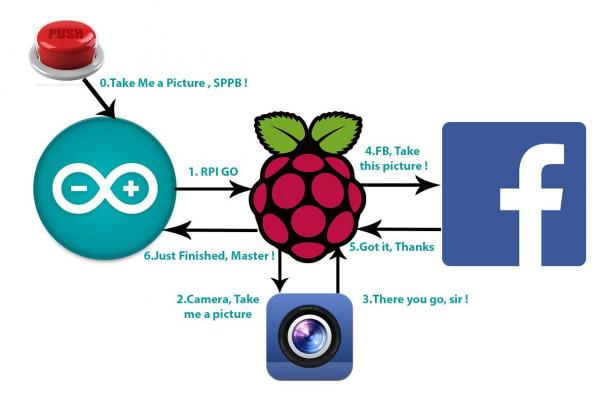 PUSH
0.Take Me a Picture , SPPB !
1. RPI GO
4.FB, Take
this picture !
6.Just Finished, Master !
5.Got it, Thanks
2.Camera, Take
me a picture
3.There you go, sir !